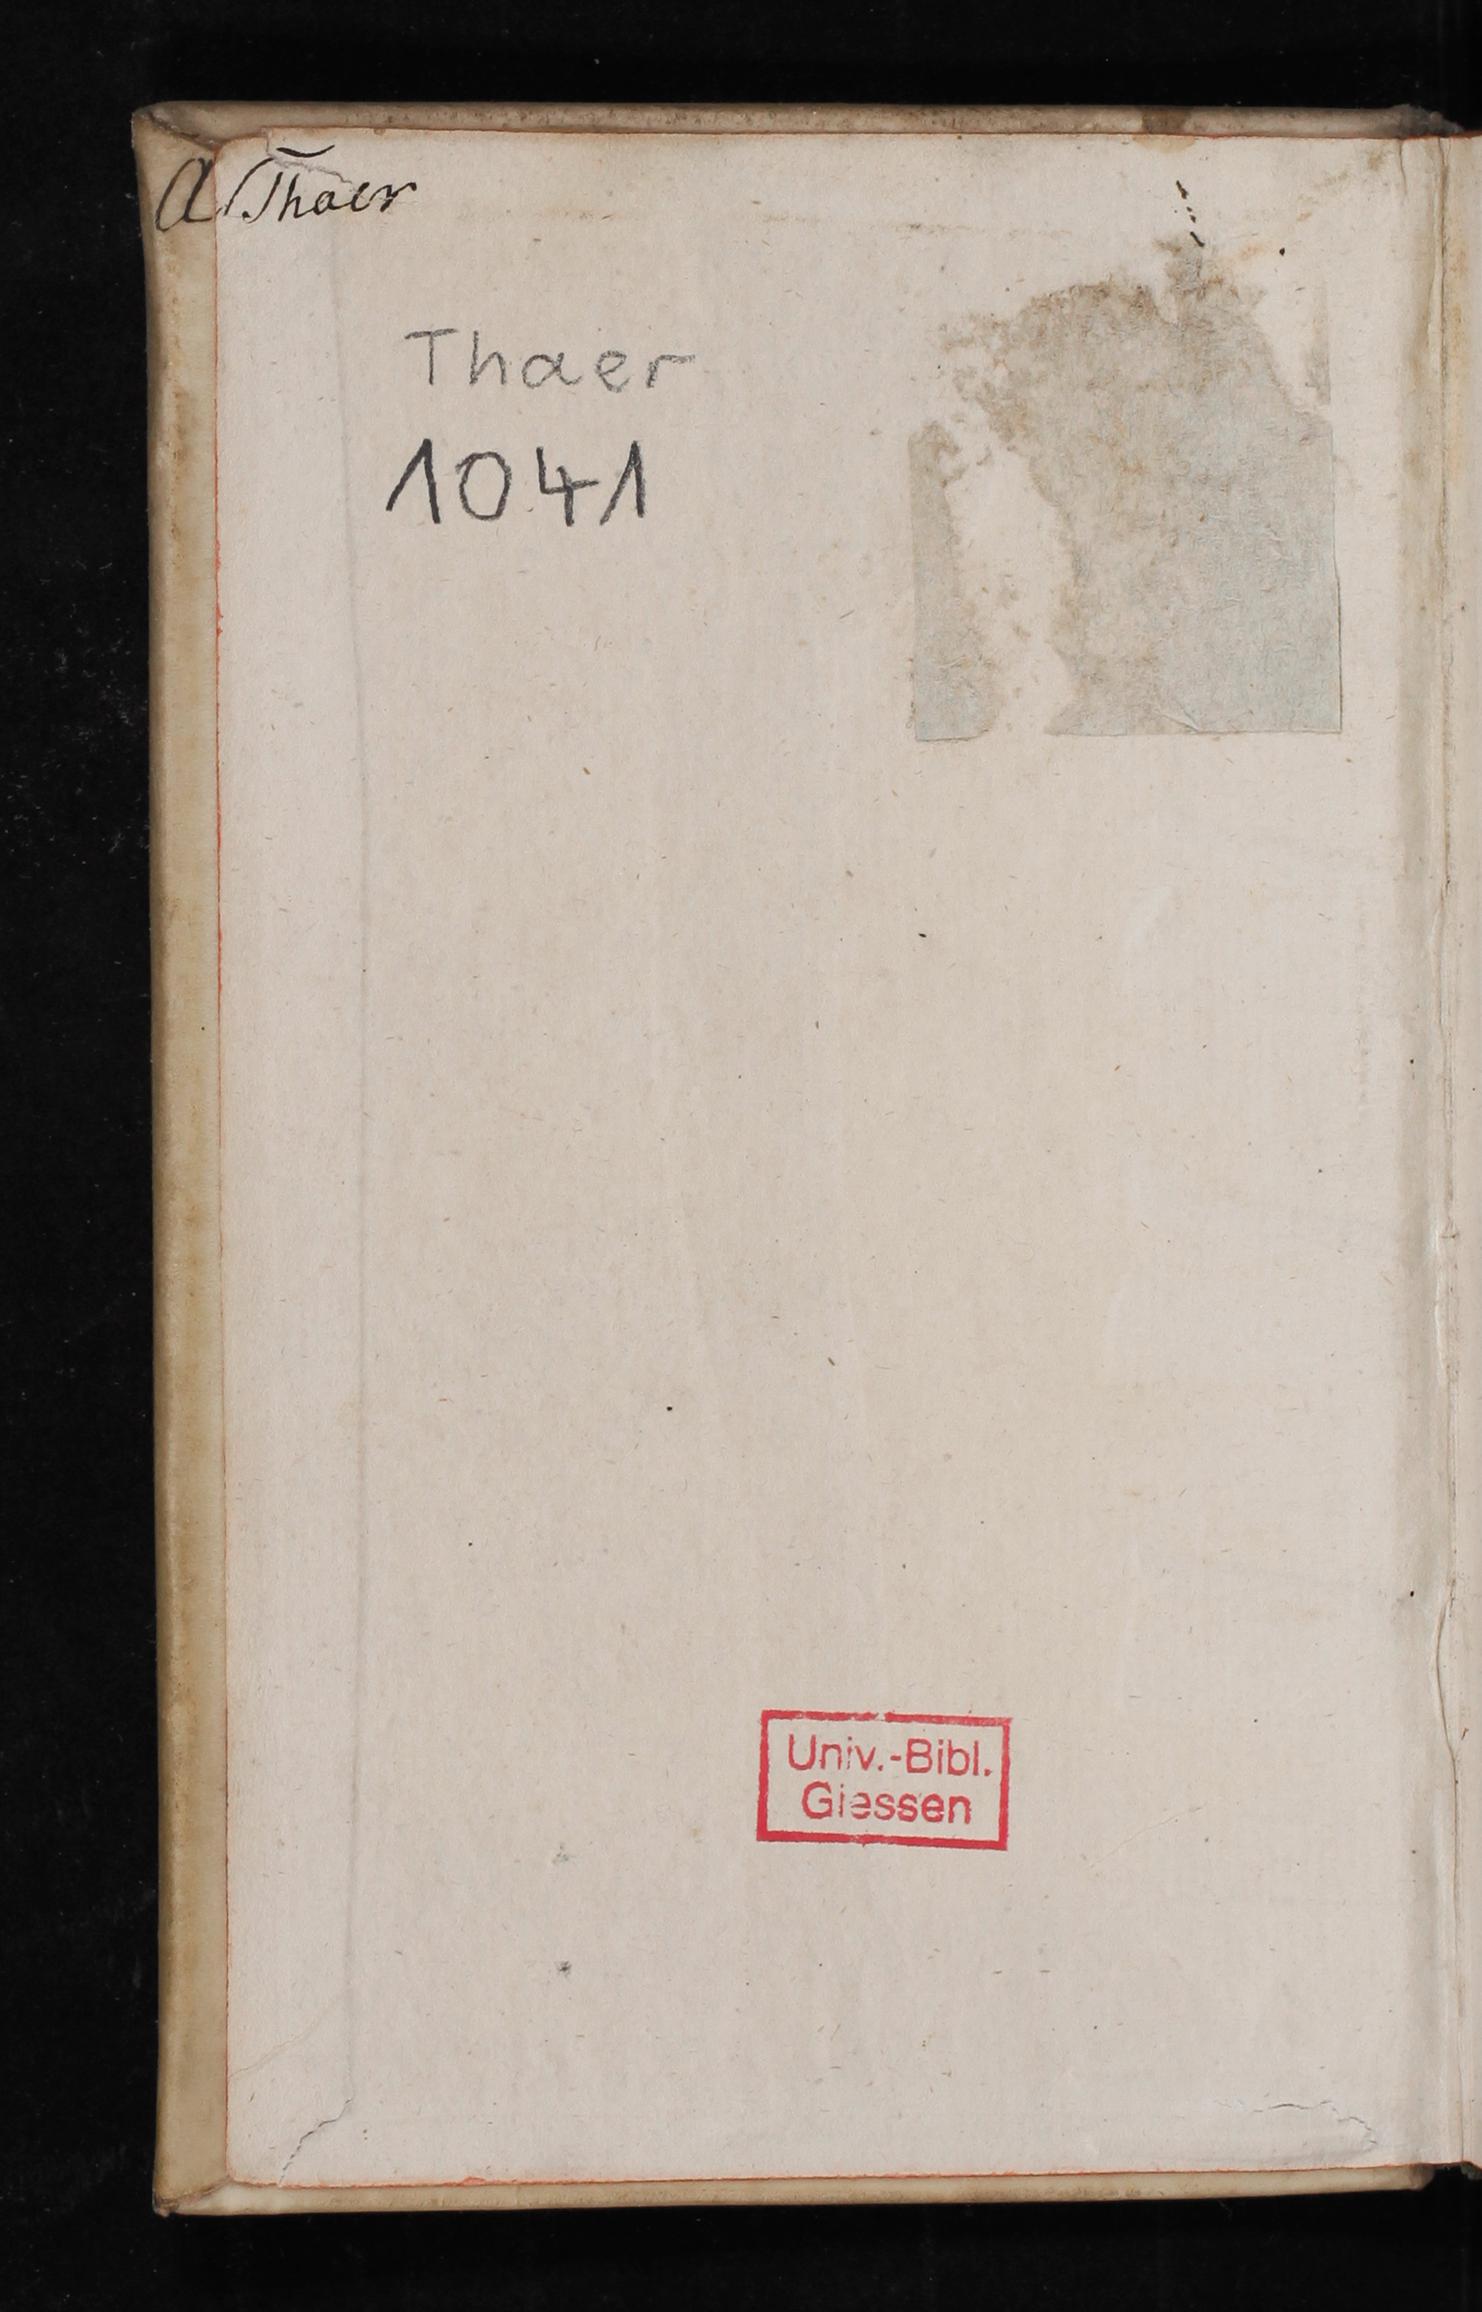 A Thaer
Thaer
1041
Univ.-Bibl.
Giessen